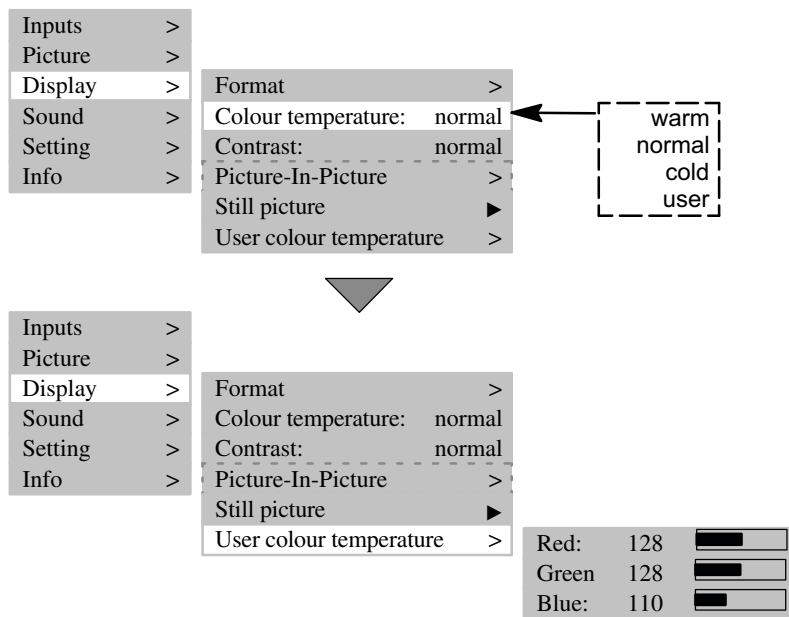 Inputs >
Picture >
Display >
Sound >
Setting >
Info >
Format >
Colour temperature: normal
Contrast: normal
Picture-In-Picture >
Still picture ▶
User colour temperature >
warm
normal
cold
user
Inputs >
Picture >
Display >
Sound >
Setting >
Info >
Format >
Colour temperature: normal
Contrast: normal
Picture-In-Picture >
Still picture ▶
User colour temperature >
Red: 128
Green 128
Blue: 110